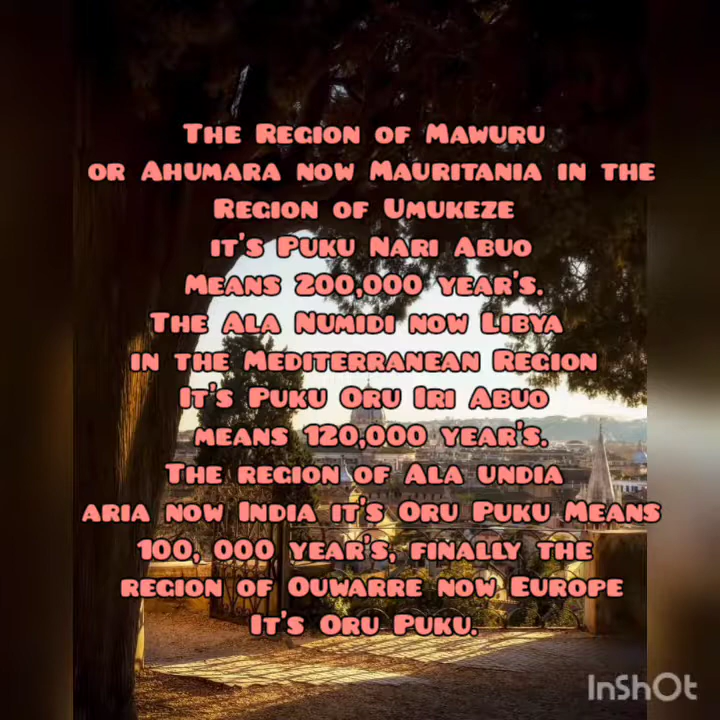 The Region of Mawuru
or Ahumara now Mauritania in the
Region of Umukeze
it's Puku Nari Abuo
Means 200,000 year's.
The Ala Numidi now Libya
in the Mediterranean Region
It's Puku Oru Iri Abuo
means 120,000 year's.
The region of Ala undia
aria now India it's Oru Puku Means
100, 000 year's, finally the
region of Ouwarre now Europe
It's Oru Puku.
InShOt